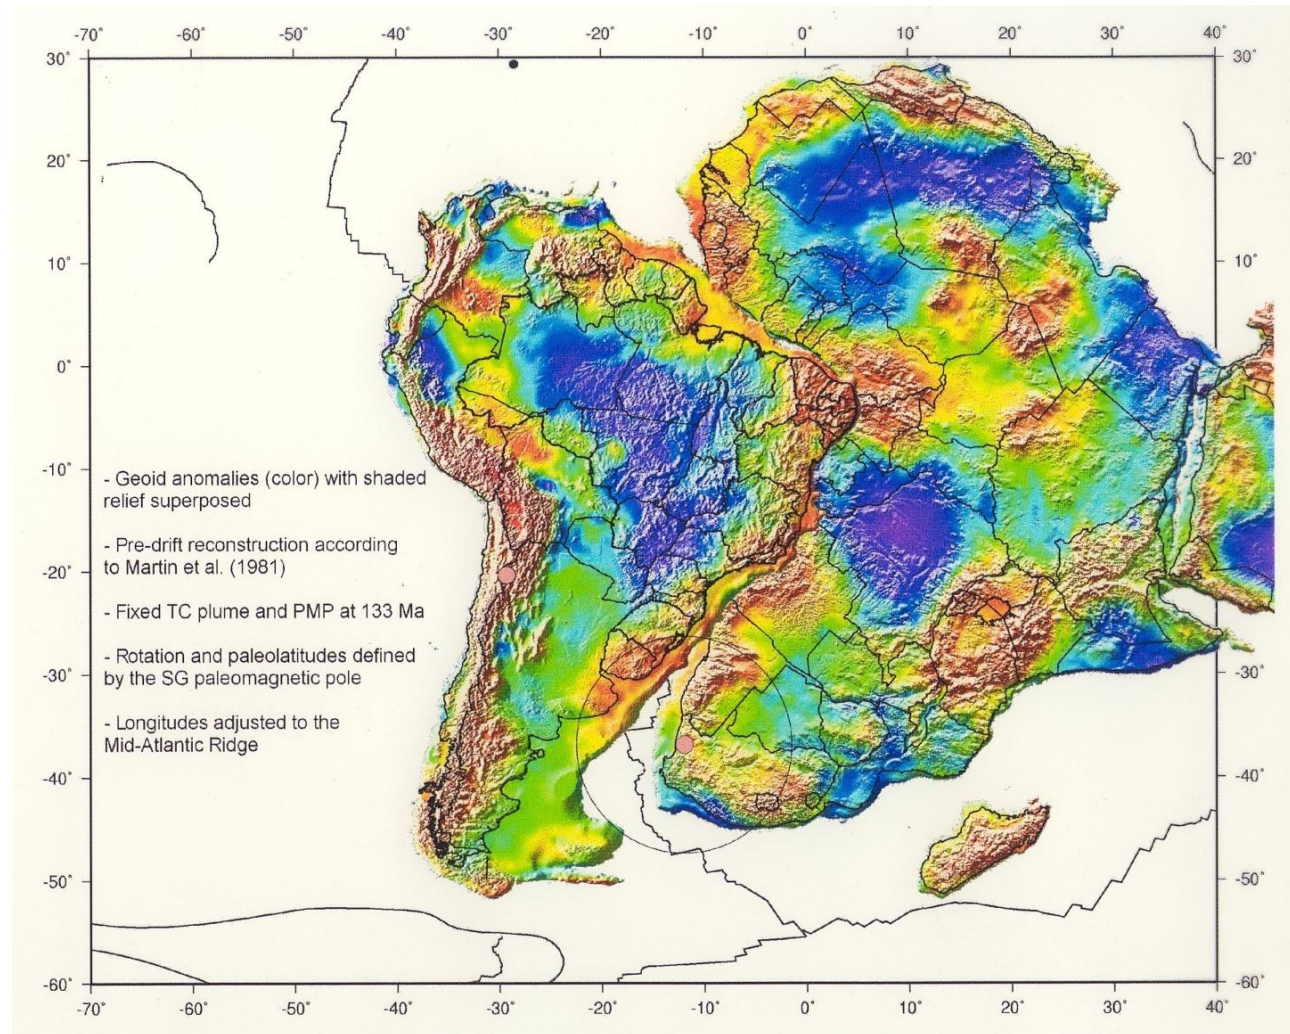 -70° -60° -50° -40° -30° -20° -10° 0° 10° 20° 30° 40°
30° 30°
20° 20°
10° 10°
0° 0°
-10° -10°
- Geoid anomalies (color) with shaded
relief superposed
- Pre-drift reconstruction according
to Martin et al. (1981)
-20° -20°
- Fixed TC plume and PMP at 133 Ma
- Rotation and paleolatitudes defined
by the SG paleomagnetic pole
-30° -30°
- Longitudes adjusted to the
Mid-Atlantic Ridge
-40° -40°
-50° -50°
-60° -60°
-70° -60° -50° -40° -30° -20° -10° 0° 10° 20° 30° 40°